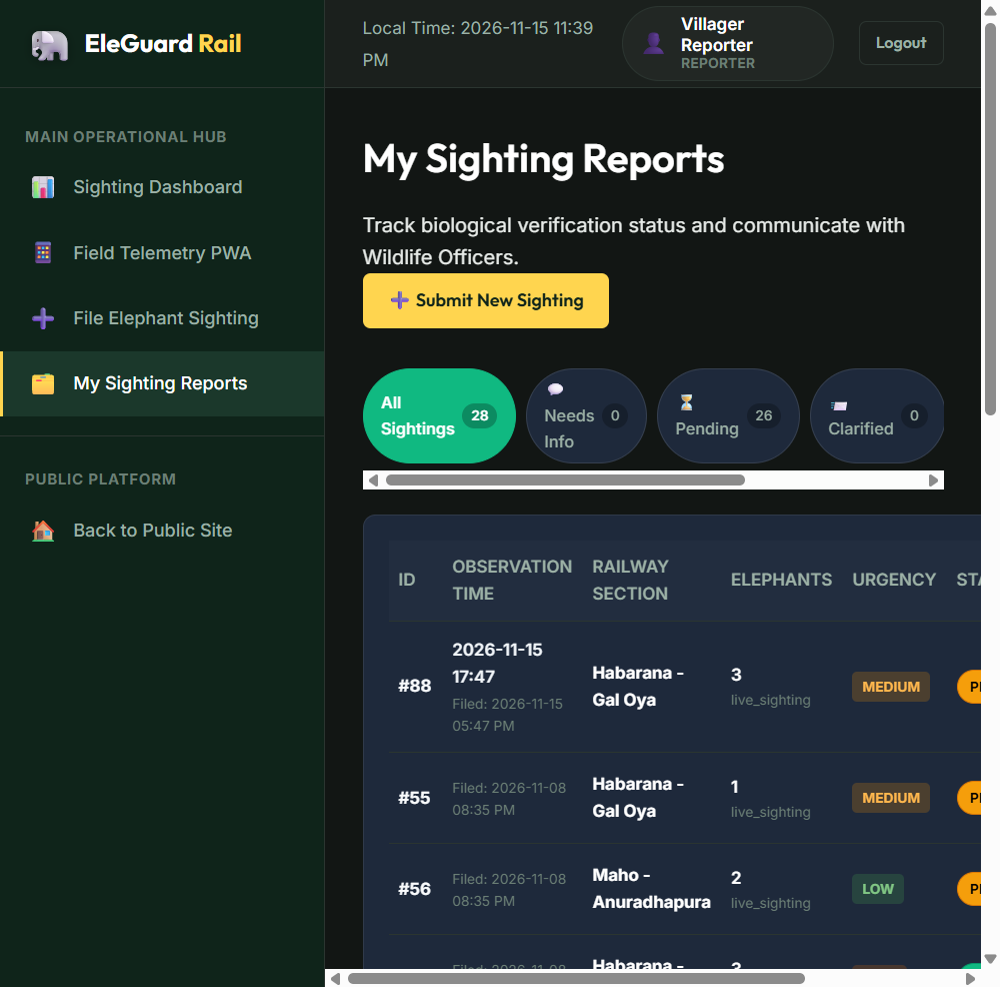 EleGuard Rail
Local Time: 2026-11-15 11:39
PM
Villager
Reporter
REPORTER
Logout
MAIN OPERATIONAL HUB
Sighting Dashboard
Field Telemetry PWA
File Elephant Sighting
My Sighting Reports
PUBLIC PLATFORM
Back to Public Site
My Sighting Reports
Track biological verification status and communicate with
Wildlife Officers.
Submit New Sighting
All
Sightings 28
Needs
Info 0
Pending 26
Clarified 0
ID OBSERVATION TIME RAILWAY SECTION ELEPHANTS URGENCY
#88 2026-11-15 17:47 Filed: 2026-11-15 05:47 PM Habarana - Gal Oya 3 live_sighting MEDIUM
#55 Filed: 2026-11-08 08:35 PM Habarana - Gal Oya 1 live_sighting MEDIUM
#56 Filed: 2026-11-08 08:35 PM Maho - Anuradhapura 2 live_sighting LOW
Filed: 2026-11-08 Habarana -